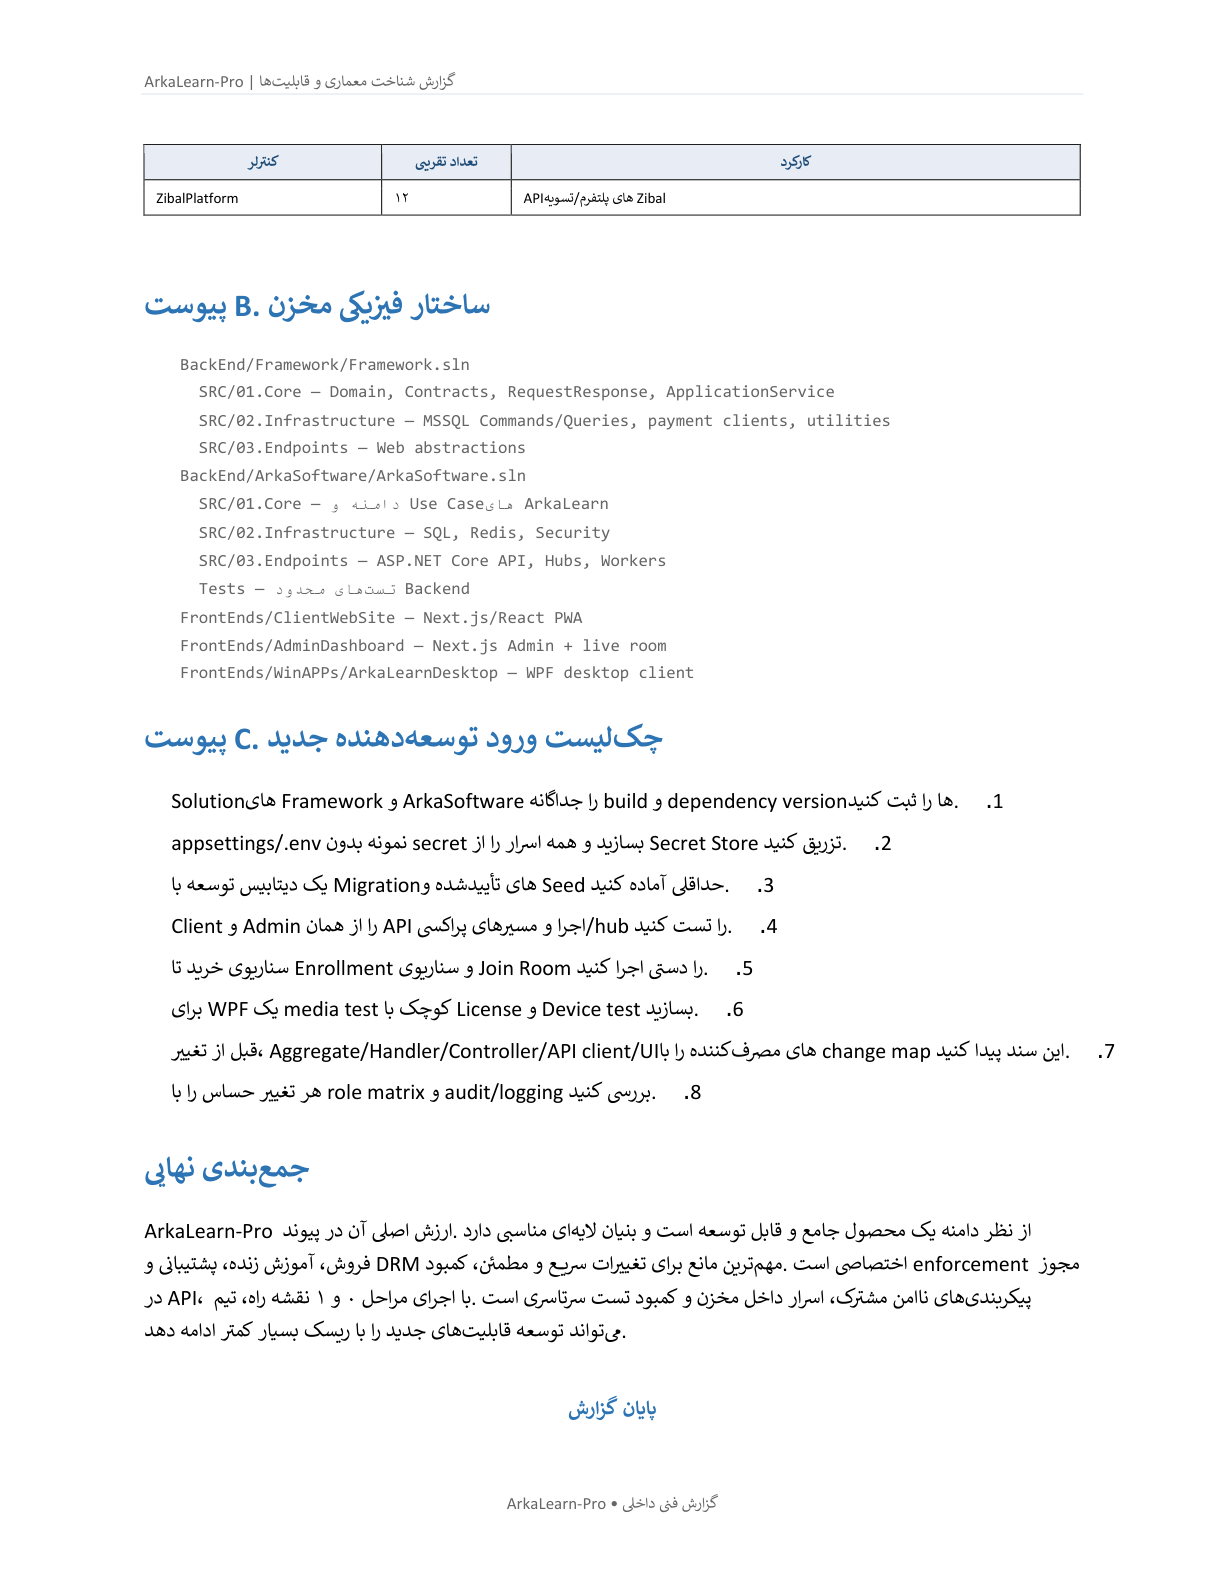 گزارش شناخت معماری و قابلیت‌ها | ArkaLearn-Pro
کنترلر	تعداد تقریبی	کارکرد
ZibalPlatform	۱۲	APIهای پلتفرم/تسویه Zibal
پیوست B. ساختار فیزیکی مخزن
BackEnd/Framework/Framework.sln
SRC/01.Core — Domain, Contracts, RequestResponse, ApplicationService
SRC/02.Infrastructure — MSSQL Commands/Queries, payment clients, utilities
SRC/03.Endpoints — Web abstractions
BackEnd/ArkaSoftware/ArkaSoftware.sln
SRC/01.Core — دامنه و Use Caseهای ArkaLearn
SRC/02.Infrastructure — SQL, Redis, Security
SRC/03.Endpoints — ASP.NET Core API, Hubs, Workers
Tests — تست‌های محدود Backend
FrontEnds/ClientWebSite — Next.js/React PWA
FrontEnds/AdminDashboard — Next.js Admin + live room
FrontEnds/WinAPPs/ArkaLearnDesktop — WPF desktop client
پیوست C. چک‌لیست ورود توسعه‌دهنده جدید
1. Solutionهای Framework و ArkaSoftware را جداگانه build و dependency versionها را ثبت کنید.
2. appsettings/.env نمونه بدون secret بسازید و همه اسرار را از Secret Store تزریق کنید.
3. یک دیتابیس توسعه با Migrationهای تأییدشده و Seed حداقلی آماده کنید.
4. Client و Admin را از همان API اجرا و مسیرهای پراکسی/hub را تست کنید.
5. سناریوی خرید تا Enrollment و سناریوی Join Room را دستی اجرا کنید.
6. برای WPF یک media test کوچک با License و Device test بسازید.
7. قبل از تغییر، Aggregate/Handler/Controller/API client/UIهای مصرف‌کننده را با change map این سند پیدا کنید.
8. هر تغییر حساس را با role matrix و audit/logging بررسی کنید.
جمع‌بندی نهایی
ArkaLearn-Pro از نظر دامنه یک محصول جامع و قابل توسعه است و بنیان لایه‌ای مناسبی دارد. ارزش اصلی آن در پیوند
فروش، آموزش زنده، پشتیبانی و DRM اختصاصی است. مهم‌ترین مانع برای تغییرات سریع و مطمئن، کمبود enforcement مجوز
در API، پیکربندی‌های ناامن مشترک، اسرار داخل مخزن و کمبود تست سرتاسری است. با اجرای مراحل ۰ و ۱ نقشه راه، تیم
می‌تواند توسعه قابلیت‌های جدید را با ریسک بسیار کمتر ادامه دهد.
پایان گزارش
گزارش فنی داخلی • ArkaLearn-Pro